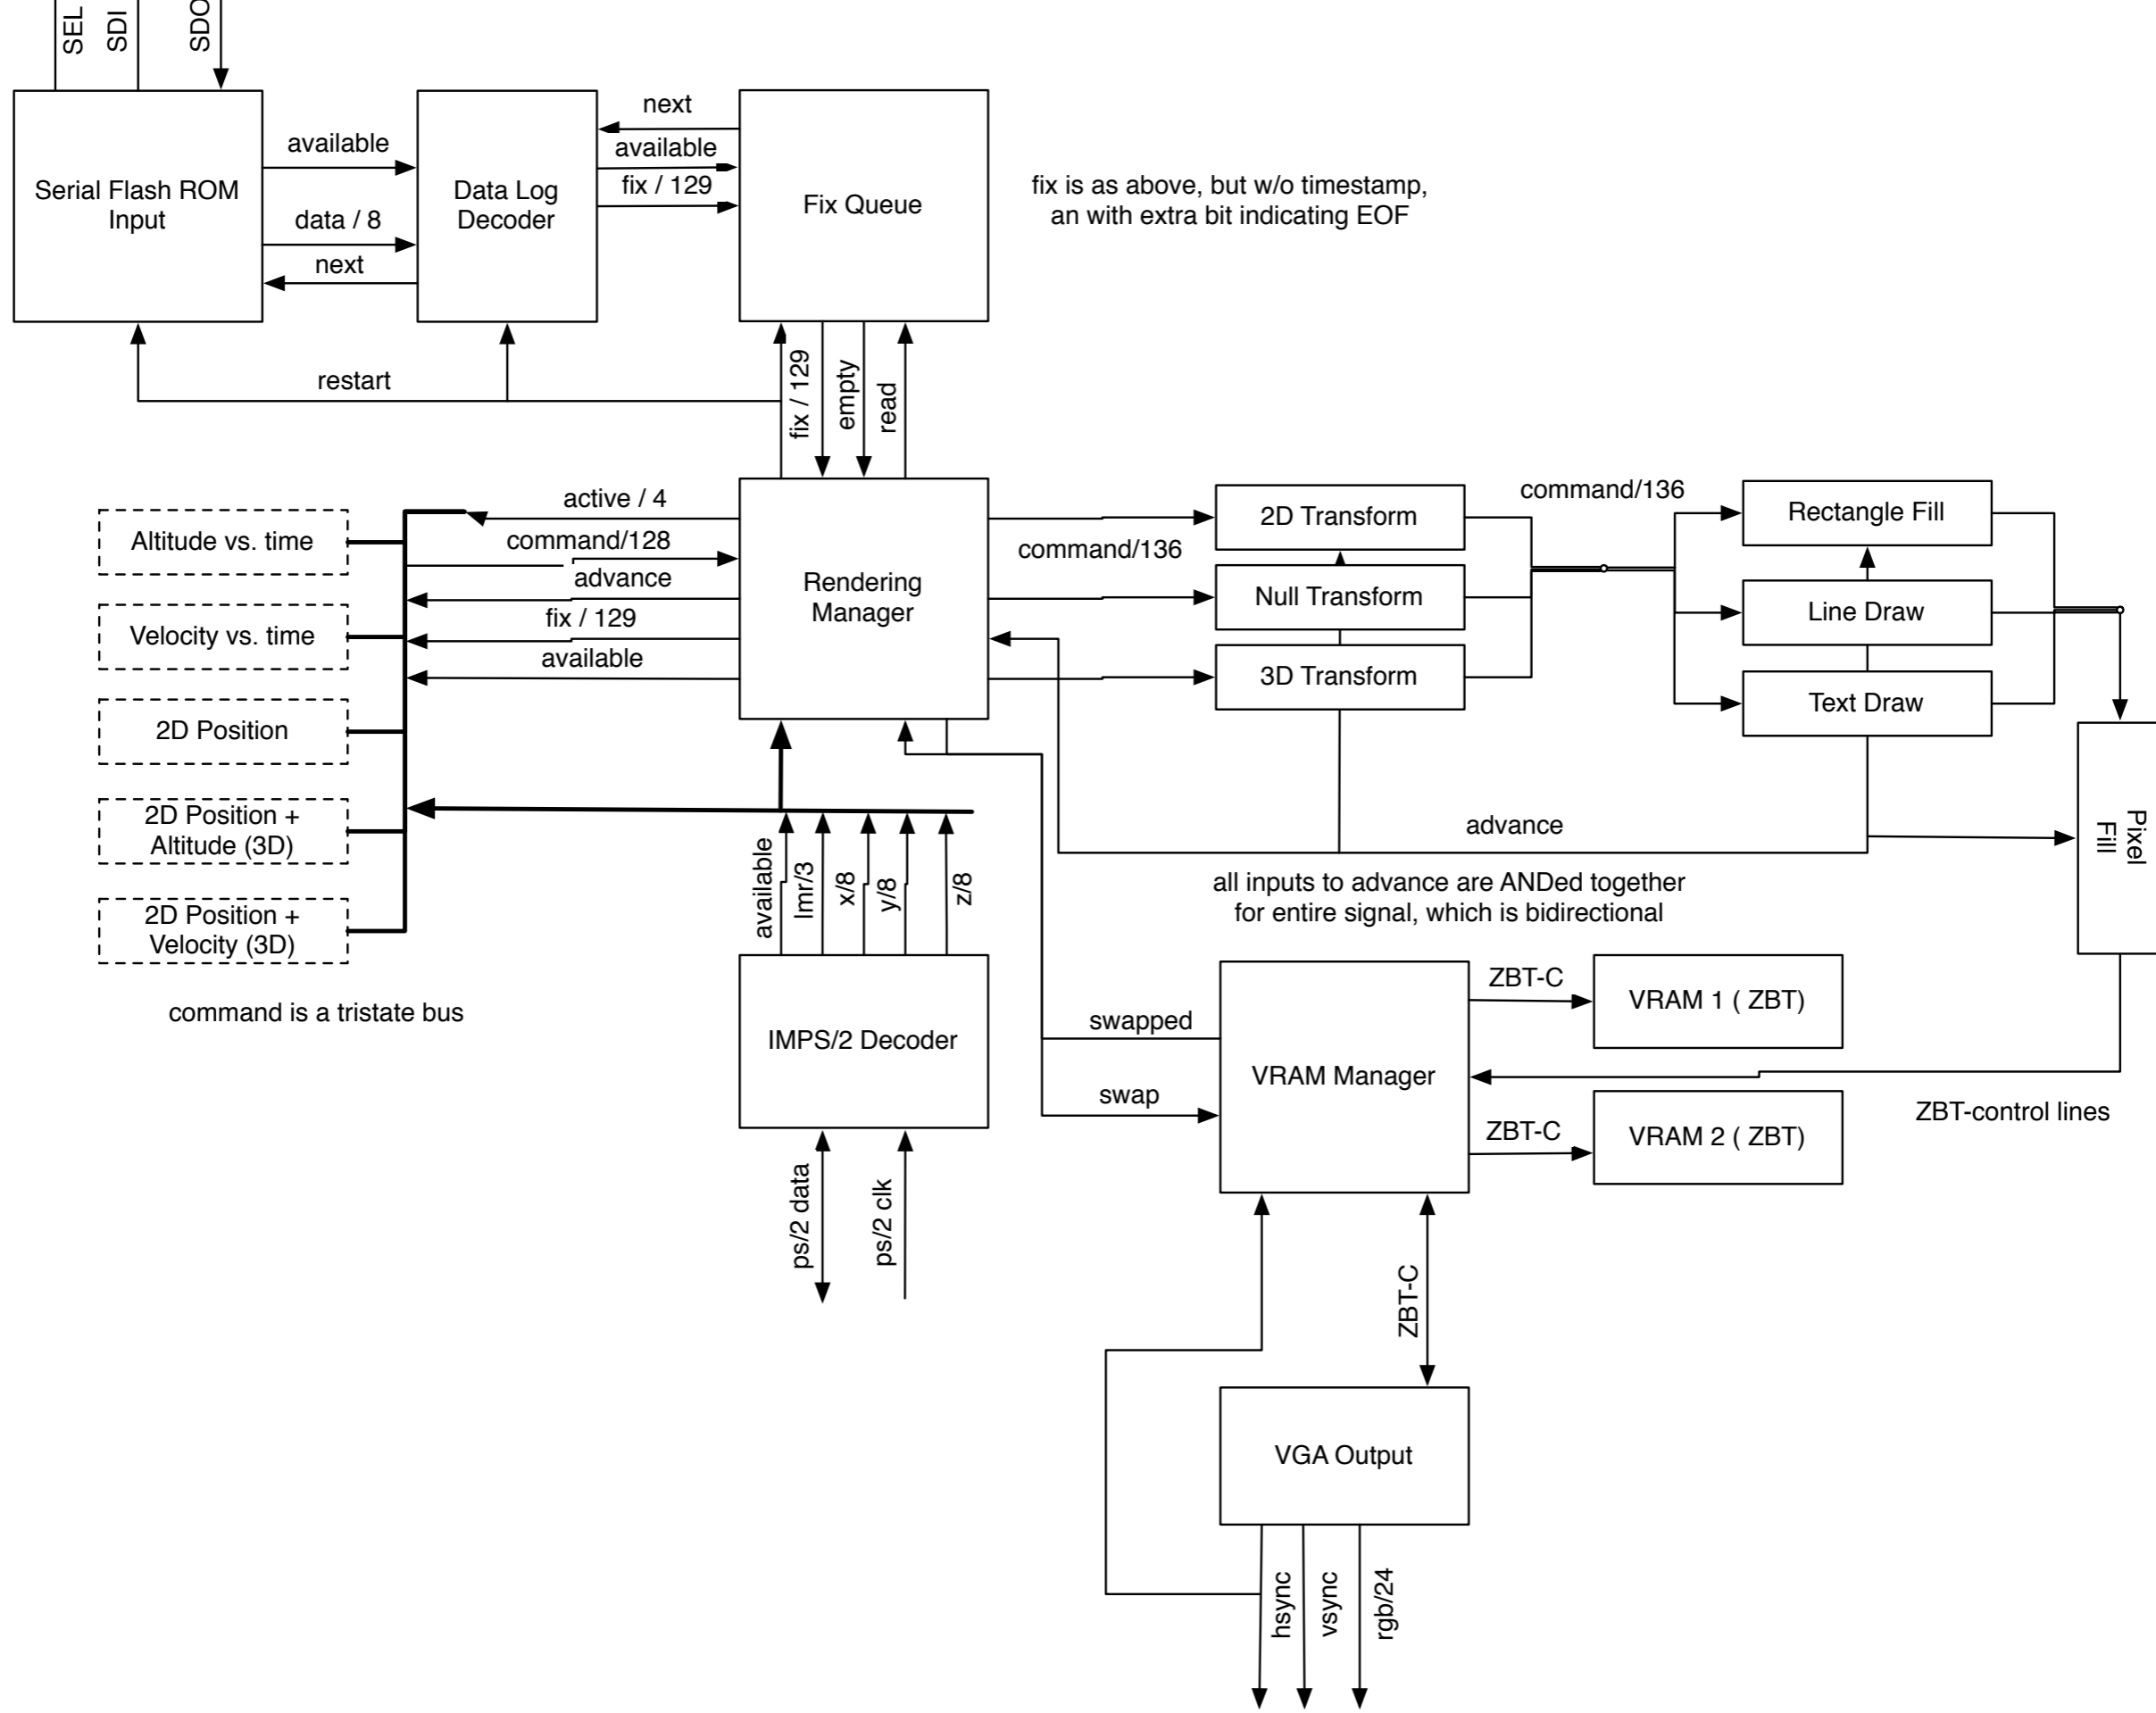 SEL
SDI
SDO
Serial Flash ROM
Input
available
data / 8
next
Data Log
Decoder
next
available
fix / 129
Fix Queue
fix is as above, but w/o timestamp,
an with extra bit indicating EOF
restart
fix / 129
empty
read
Altitude vs. time
Velocity vs. time
2D Position
2D Position +
Altitude (3D)
2D Position +
Velocity (3D)
command is a tristate bus
active / 4
command/128
advance
fix / 129
available
Rendering
Manager
command/136
2D Transform
Null Transform
3D Transform
command/136
Rectangle Fill
Line Draw
Text Draw
Pixel
Fill
advance
all inputs to advance are ANDed together
for entire signal, which is bidirectional
available
lmr/3
x/8
y/8
z/8
IMPS/2 Decoder
ps/2 data
ps/2 clk
swapped
swap
VRAM Manager
ZBT-C
VRAM 1 ( ZBT)
ZBT-C
VRAM 2 ( ZBT)
ZBT-control lines
ZBT-C
VGA Output
hsync
vsync
rgb/24